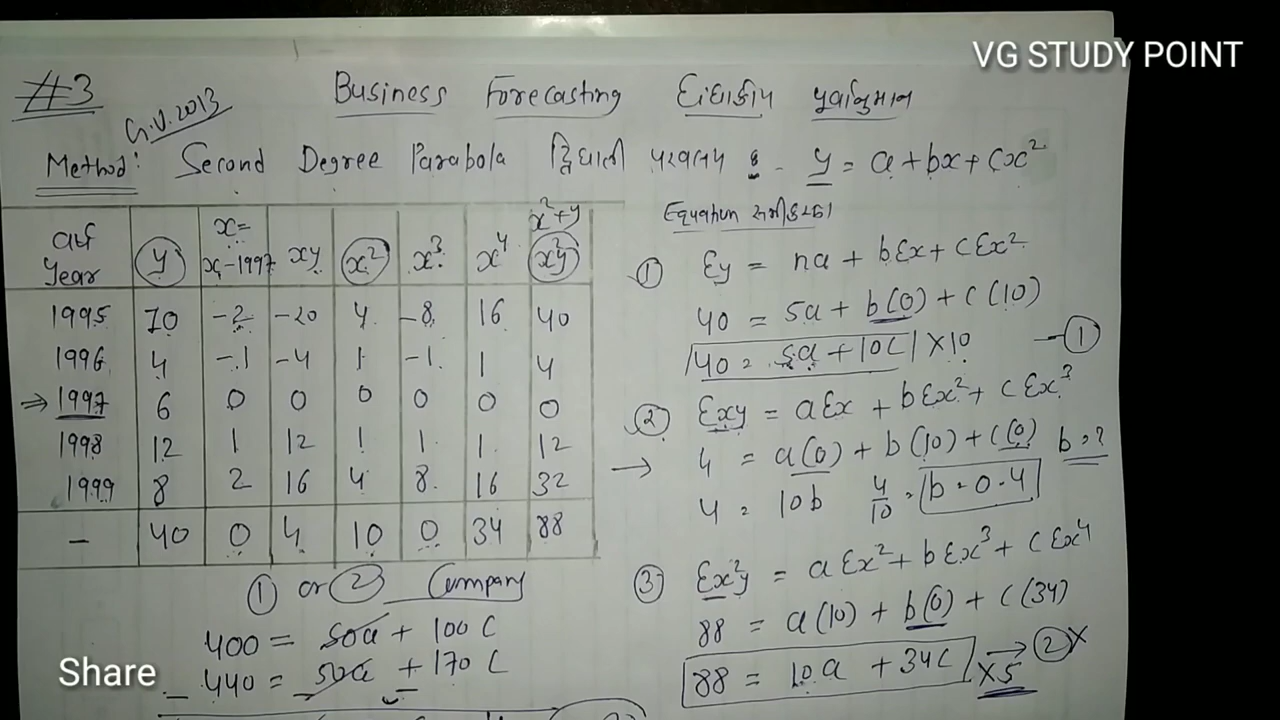 VG STUDY POINT
#3 Business Forecasting ધંધાકીય પૂર્વાનુમાન
G.U.2013
Method: Second Degree Parabola દ્વિઘાતી પરવલય : - y = a + bx + cx²
Equation સમીકરણ
વર્ષ Year y x = x-1997 xy x² x³ x⁴ x²+y x²y
1995 70 -2 -20 4 -8 16 40
1996 4 -1 -4 1 -1 1 4
⇒ 1997 6 0 0 0 0 0 0
1998 12 1 12 1 1 1 12
1999 8 2 16 4 8 16 32
- 40 0 4 10 0 34 88
① or ② Company
400 = 50a + 100C
- 440 = 50a + 170C
① Σy = na + bΣx + CΣx²
40 = 5a + b(0) + C(10)
40 = 5a + 10C ×10 -①
② Σxy = aΣx + bΣx² + CΣx³
→ 4 = a(0) + b(10) + C(0) b=?
4 = 10b 4/10 = b=0.4
③ Σx²y = aΣx² + bΣx³ + CΣx⁴
88 = a(10) + b(0) + C(34)
88 = 10a + 34C → ②× ×5
Share